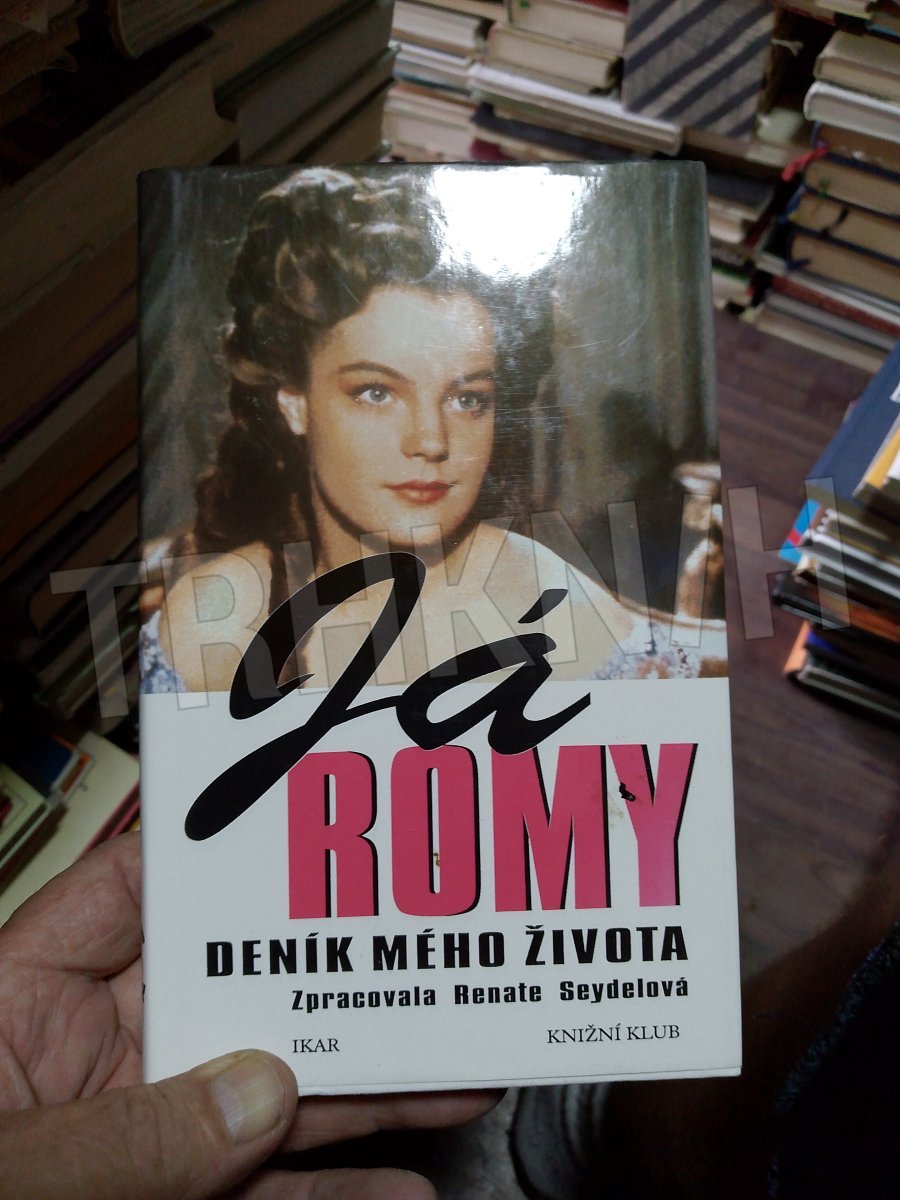 TRHKNIH
Já
ROMY
DENÍK MÉHO ŽIVOTA
Zpracovala Renate Seydelová
IKAR KNIŽNÍ KLUB